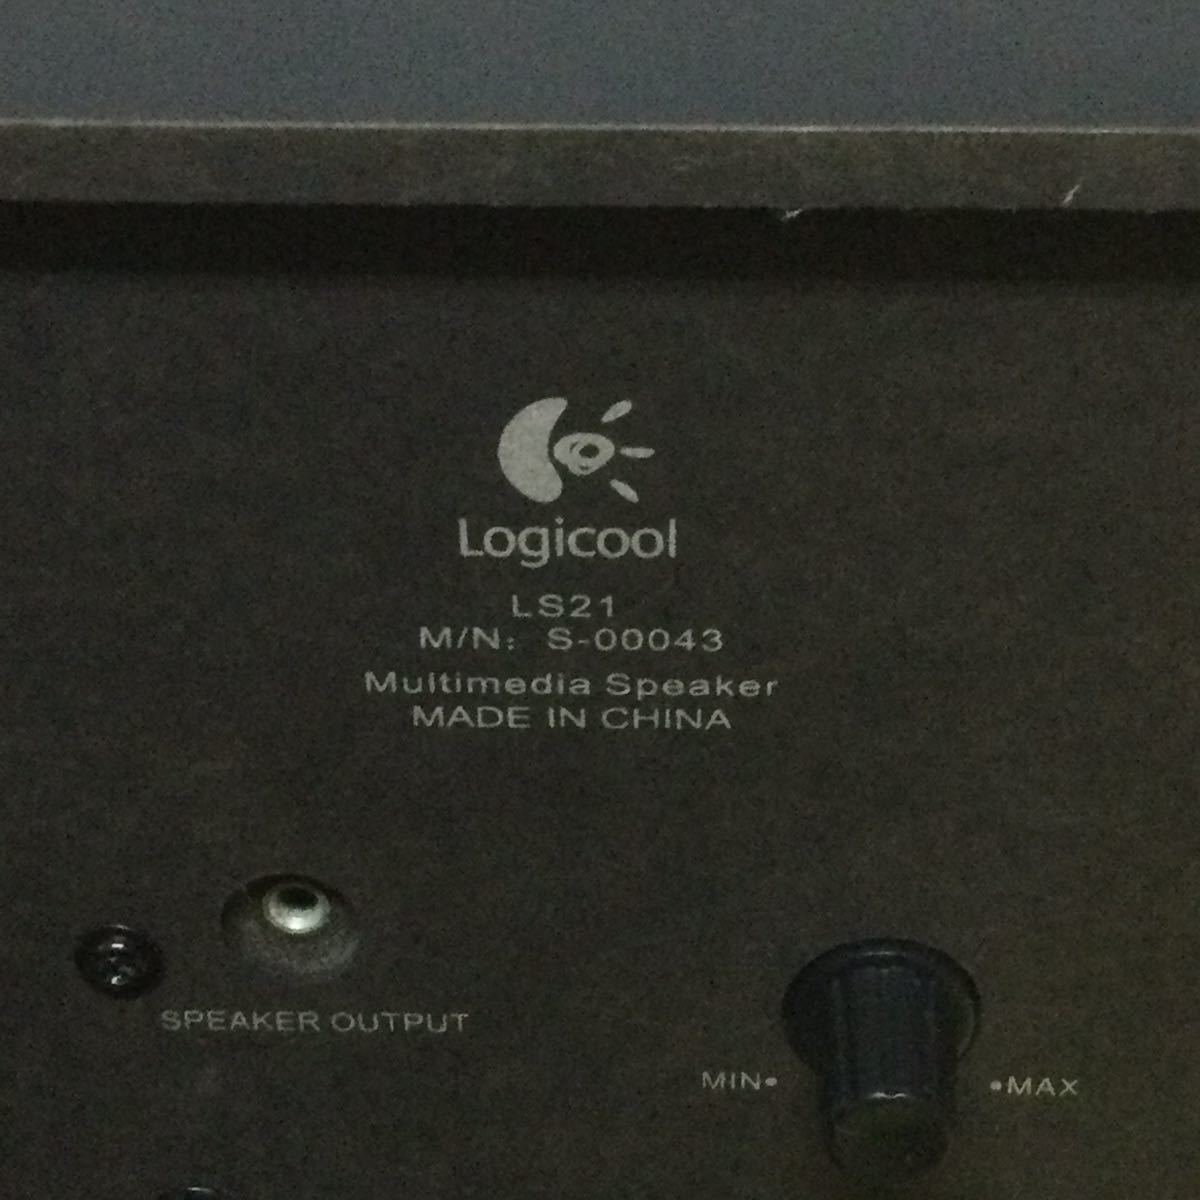 Logicool
LS21
M/N: S-00043
Multimedia Speaker
MADE IN CHINA
SPEAKER OUTPUT
MIN•
•MAX